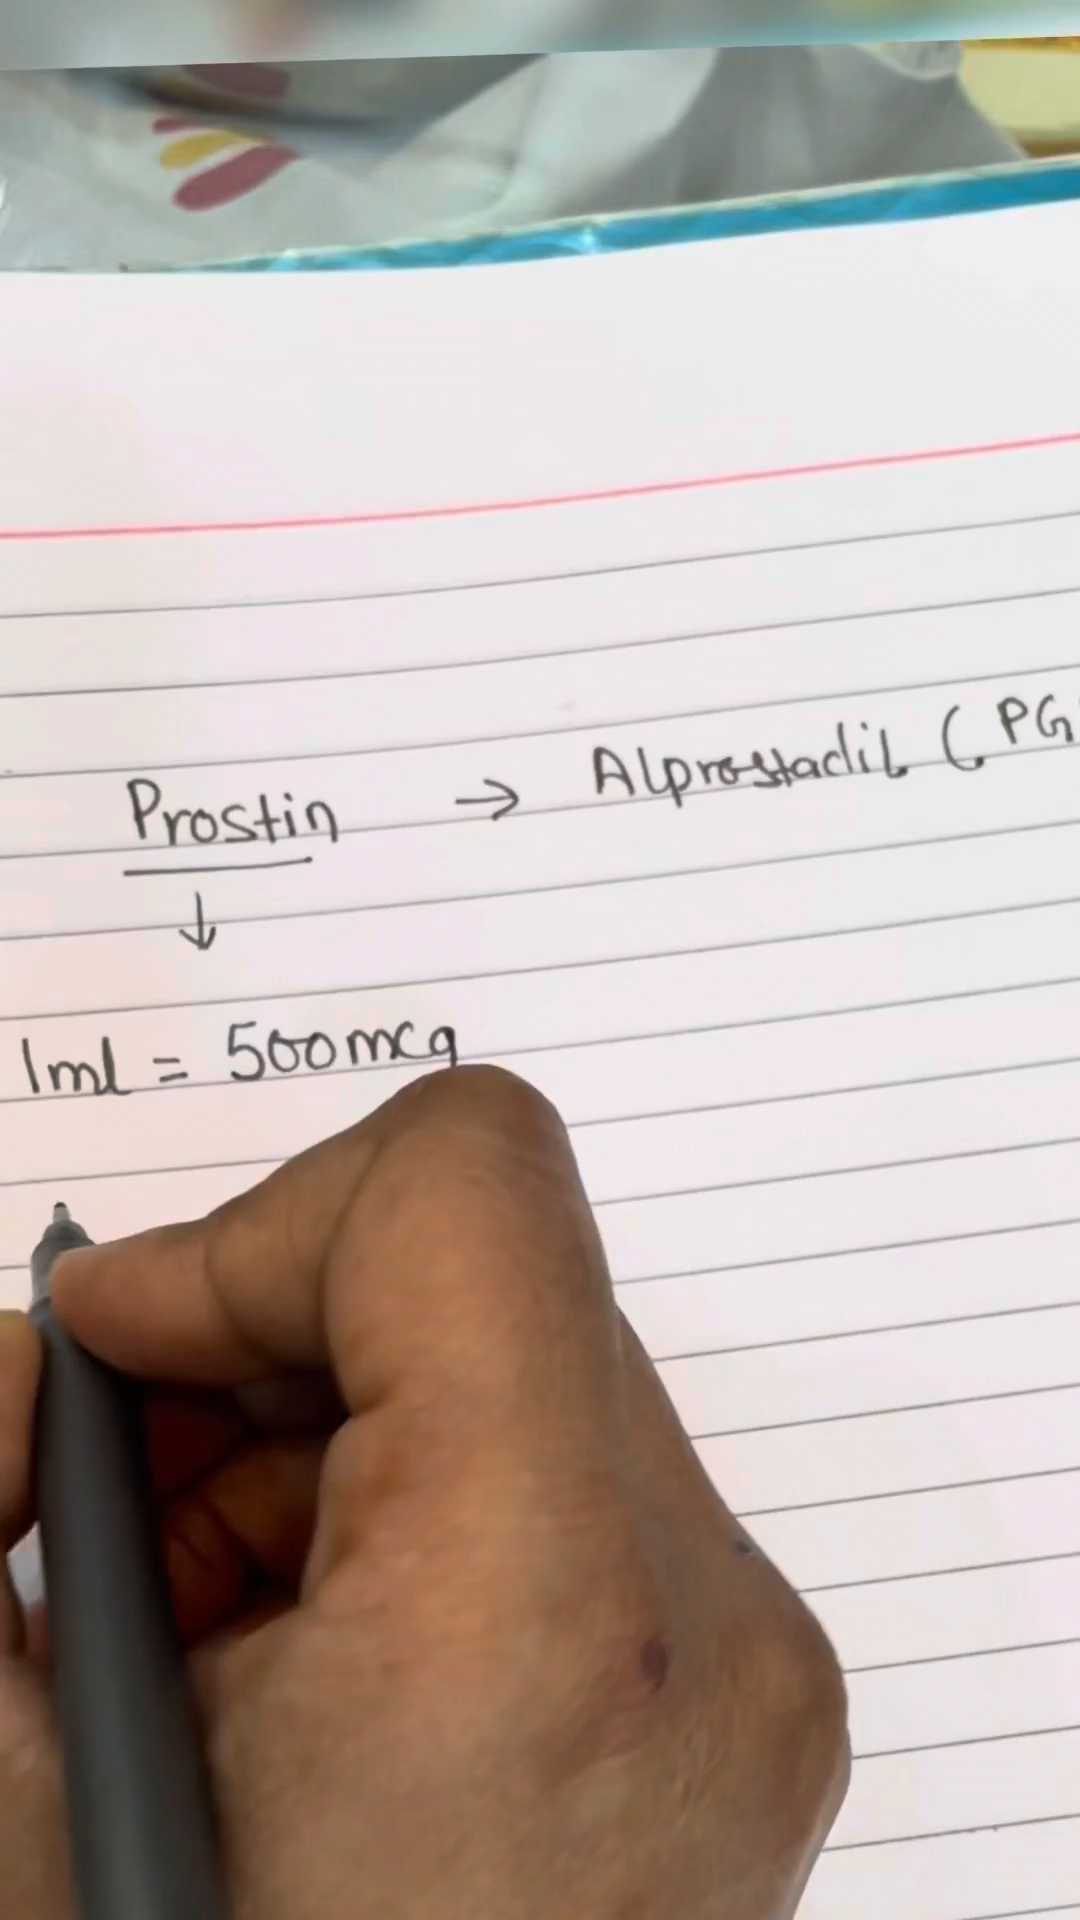 Prostin → Alprostadil ( PG
↓
1ml = 500mcg